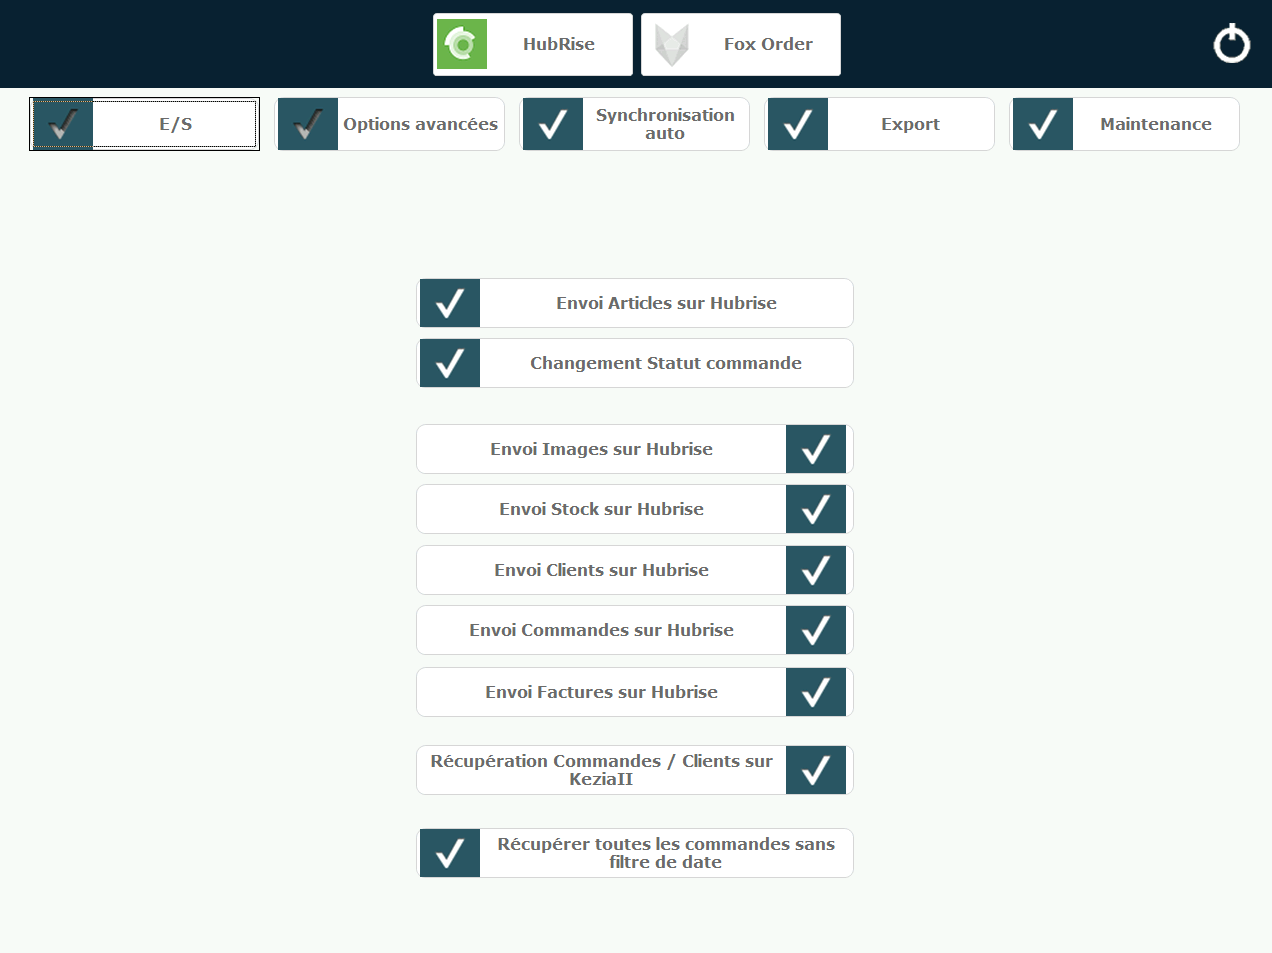 HubRise
Fox Order
E/S
Options avancées
Synchronisation
auto
Export
Maintenance
Envoi Articles sur Hubrise
Changement Statut commande
Envoi Images sur Hubrise
Envoi Stock sur Hubrise
Envoi Clients sur Hubrise
Envoi Commandes sur Hubrise
Envoi Factures sur Hubrise
Récupération Commandes / Clients sur
KeziaII
Récupérer toutes les commandes sans
filtre de date